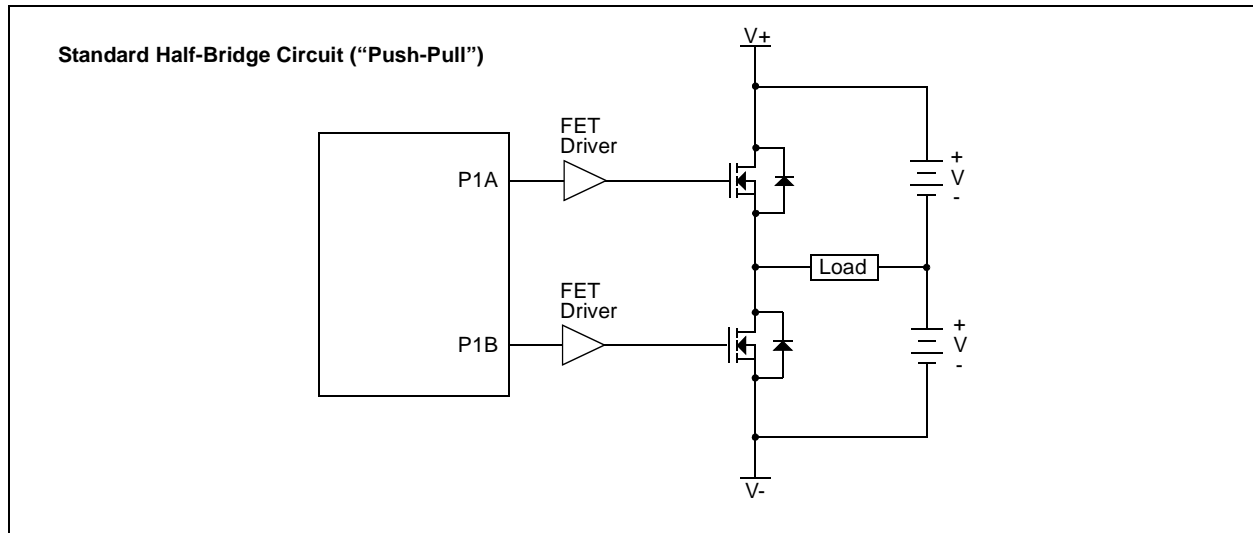 Standard Half-Bridge Circuit (“Push-Pull”)
V+
FET
Driver
P1A
+
V
-
Load
FET
Driver
P1B
+
V
-
V-